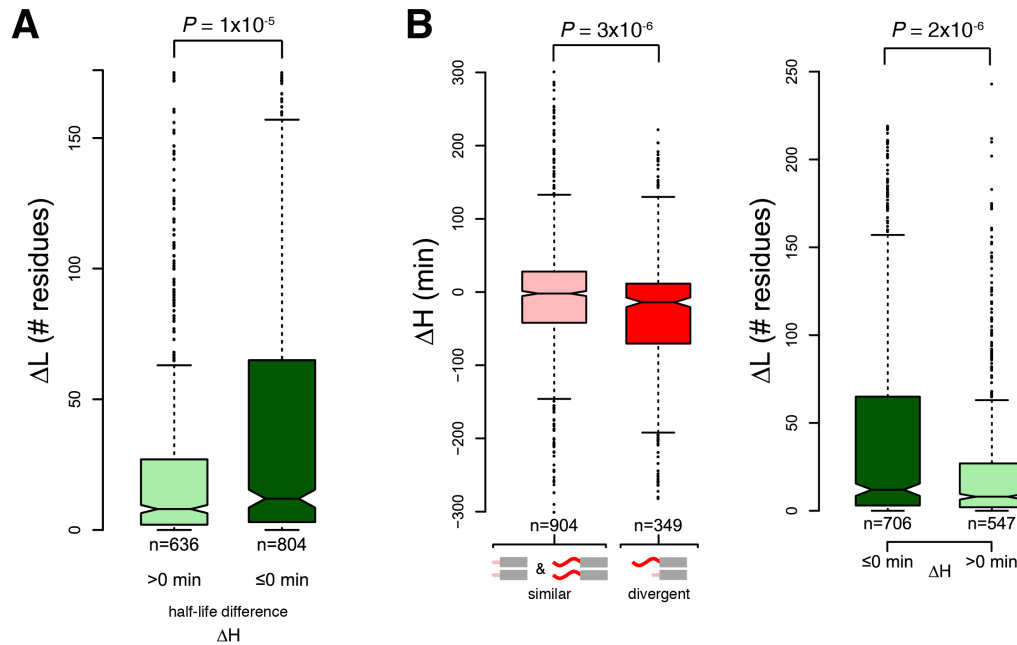 A
P = 1x10⁻⁵
ΔL (# residues)
150
100
50
0
n=636
n=804
>0 min
≤0 min
half-life difference
ΔH
B
P = 3x10⁻⁶
ΔH (min)
300
200
100
0
−100
−200
−300
n=904
n=349
&
similar
divergent
P = 2x10⁻⁶
ΔL (# residues)
250
200
150
100
50
0
n=706
n=547
≤0 min
>0 min
ΔH